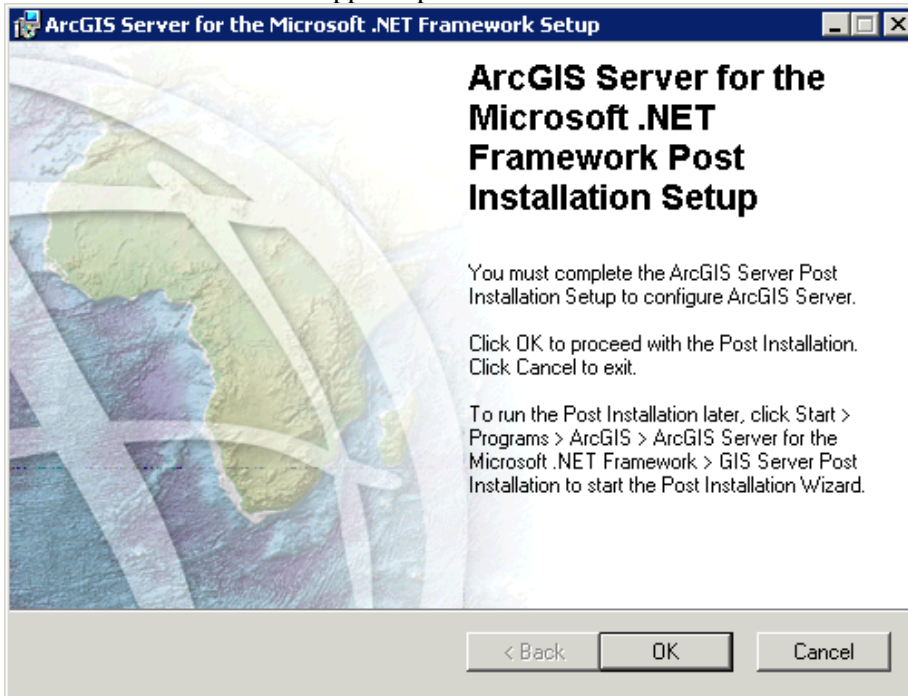 ArcGIS Server for the Microsoft .NET Framework Setup
ArcGIS Server for the
Microsoft .NET
Framework Post
Installation Setup
You must complete the ArcGIS Server Post
Installation Setup to configure ArcGIS Server.
Click OK to proceed with the Post Installation.
Click Cancel to exit.
To run the Post Installation later, click Start >
Programs > ArcGIS > ArcGIS Server for the
Microsoft .NET Framework > GIS Server Post
Installation to start the Post Installation Wizard.
< Back
OK
Cancel